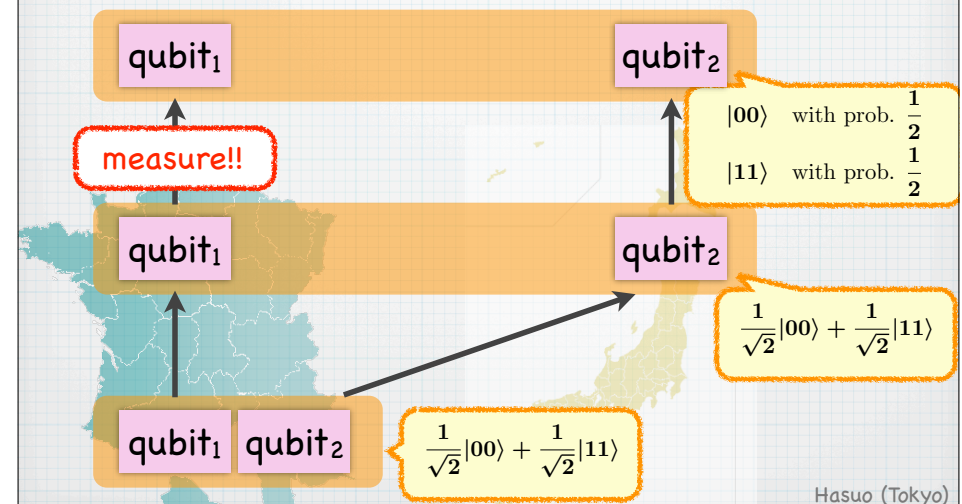 qubit₁
qubit₂
|00⟩ with prob. 1/2
|11⟩ with prob. 1/2
measure!!
qubit₁
qubit₂
1/√2|00⟩ + 1/√2|11⟩
qubit₁
qubit₂
1/√2|00⟩ + 1/√2|11⟩
Hasuo (Tokyo)